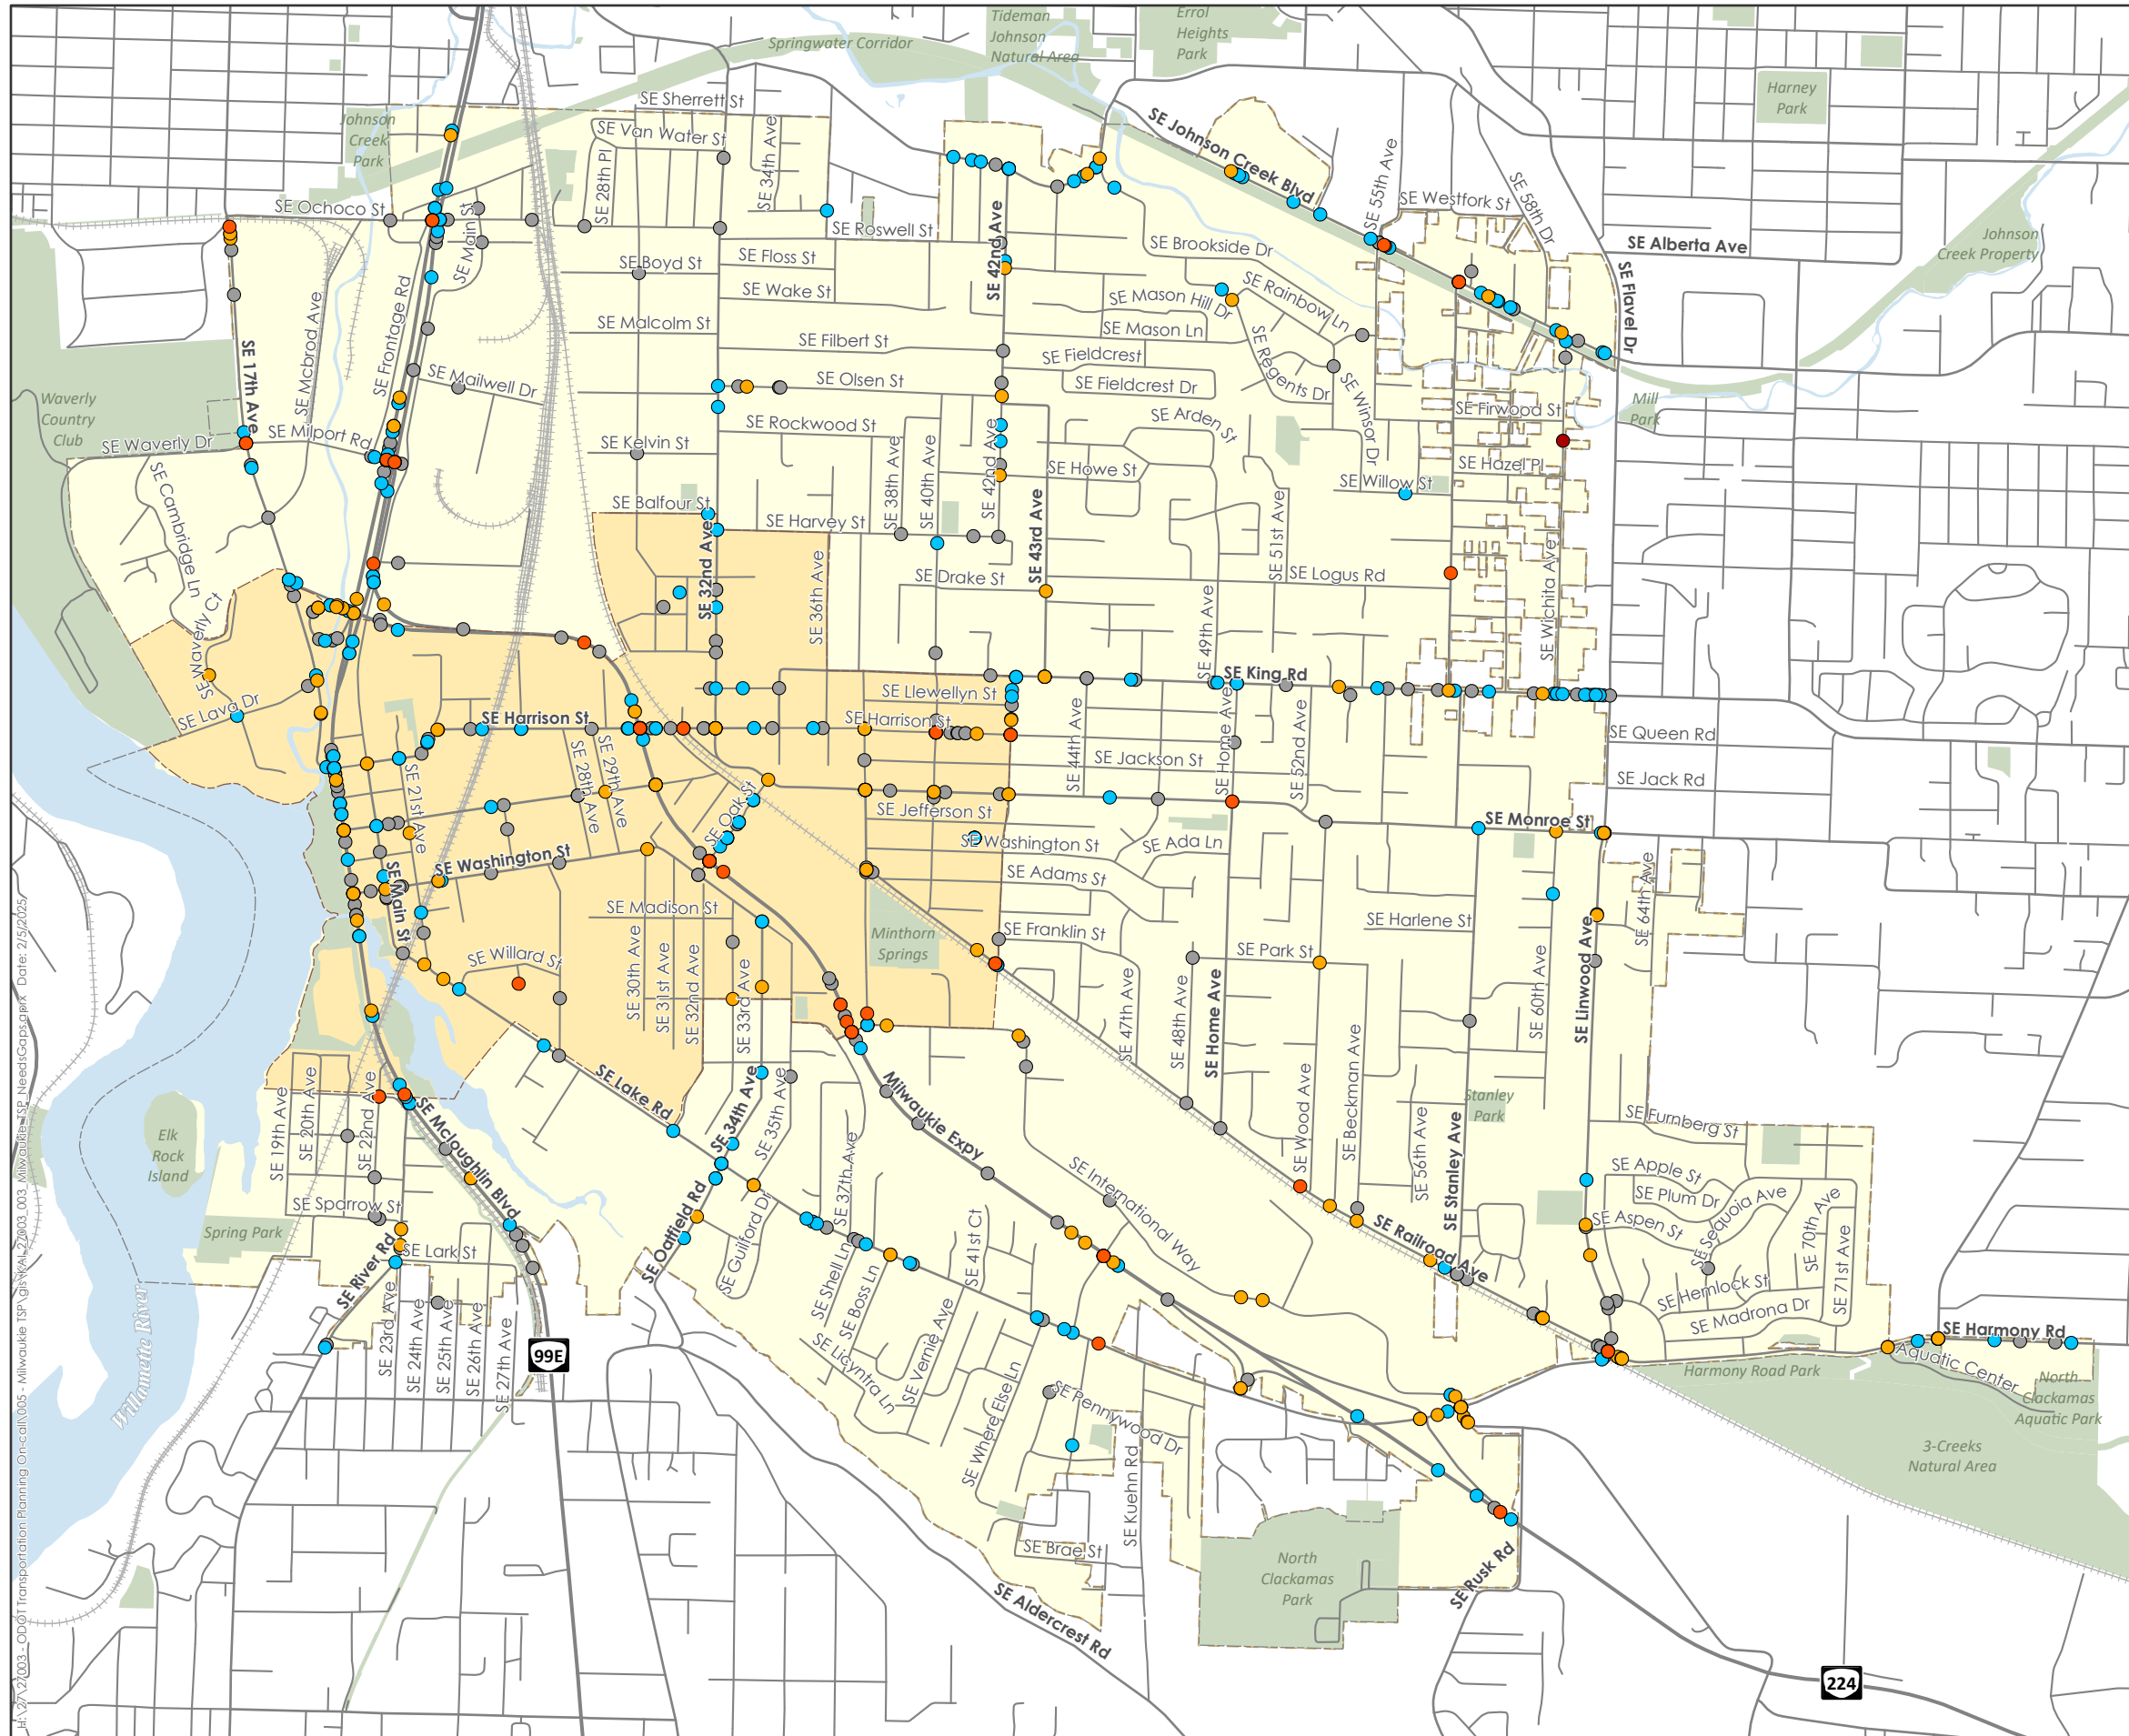 Tideman
Johnson
Natural Area
Errol
Heights
Park
Springwater Corridor
Harney
Park
Johnson
Creek
Park
SE Sherrett St
SE Van Water St
SE 28th Pl
SE 34th Ave
SE Johnson Creek Blvd
SE 55th Ave
SE Westfork St
SE 58th Dr
SE Ochoco St
SE Main St
SE Roswell St
SE 42nd Ave
SE Brookside Dr
SE Alberta Ave
Johnson
Creek Property
SE Flavel Dr
SE Boyd St
SE Floss St
SE Wake St
SE Mason Hill Dr
SE Rainbow Ln
SE Mcbrod Ave
SE Frontage Rd
SE Malcolm St
SE Filbert St
SE Mason Ln
SE Fieldcrest
SE Fieldcrest Dr
SE Regents Dr
SE Winsor Dr
SE 17th Ave
SE Mailwell Dr
SE Olsen St
SE Arden St
SE Firwood St
Mill
Park
Waverly
Country
Club
SE Waverly Dr
SE Milport Rd
SE Kelvin St
SE Rockwood St
SE 38th Ave
SE 40th Ave
SE 42nd Ave
SE Howe St
SE Hazel Pl
SE Willow St
SE Cambridge Ln
SE Balfour St
SE Harvey St
SE 32nd Ave
SE 36th Ave
SE 43rd Ave
SE 51st Ave
SE Drake St
SE Logus Rd
SE 49th Ave
SE Wichita Ave
SE Waverly Ct
SE Lava Dr
SE King Rd
SE Llewellyn St
SE Harrison St
SE Harrison St
SE 44th Ave
SE Home Ave
SE 52nd Ave
SE Queen Rd
SE Jackson St
SE Jack Rd
SE 21st Ave
SE 28th Ave
SE 29th Ave
SE Oak St
SE Jefferson St
SE Monroe St
SE Washington St
SE Washington St
SE Ada Ln
SE Adams St
SE Main St
SE Madison St
SE Harlene St
SE 64th Ave
Minthorn
Springs
SE Franklin St
SE Park St
SE Willard St
SE 30th Ave
SE 31st Ave
SE 32nd Ave
SE 33rd Ave
SE 47th Ave
SE 48th Ave
SE Home Ave
SE 60th Ave
SE Linwood Ave
SE Lake Rd
SE 34th Ave
SE 35th Ave
Milwaukie Expy
SE Wood Ave
SE Beckman Ave
SE 56th Ave
SE Stanley Ave
Stanley
Park
SE Furnberg St
Elk
Rock
Island
SE 19th Ave
SE 20th Ave
SE 22nd Ave
SE Mcloughlin Blvd
SE Sparrow St
Spring Park
SE River Rd
SE Lark St
SE 37th Ave
SE International Way
SE Apple St
SE Plum Dr
SE Sequoia Ave
SE 70th Ave
SE Aspen St
SE 71st Ave
SE Oatfield Rd
SE Guilford Dr
SE Shell Ln
SE Boss Ln
SE 41st Ct
SE Railroad Ave
SE Hemlock St
SE Madrona Dr
SE Harmony Rd
SE 23rd Ave
SE 24th Ave
SE 25th Ave
SE 26th Ave
SE 27th Ave
99E
SE Licyntra Ln
SE Vernie Ave
SE Where Else Ln
SE Pennywood Dr
SE Kuehn Rd
Harmony Road Park
Aquatic Center
North
Clackamas
Aquatic Park
3-Creeks
Natural Area
Willamette River
SE Brae St
SE Aldercrest Rd
North
Clackamas
Park
SE Rusk Rd
224
H:\27\27003 - ODOT Transportation Planning On-call\005 - Milwaukie TSP\gis\KAI_27003_003_Milwaukie_TSP_NeedsGaps.aprx Date: 2/5/2025